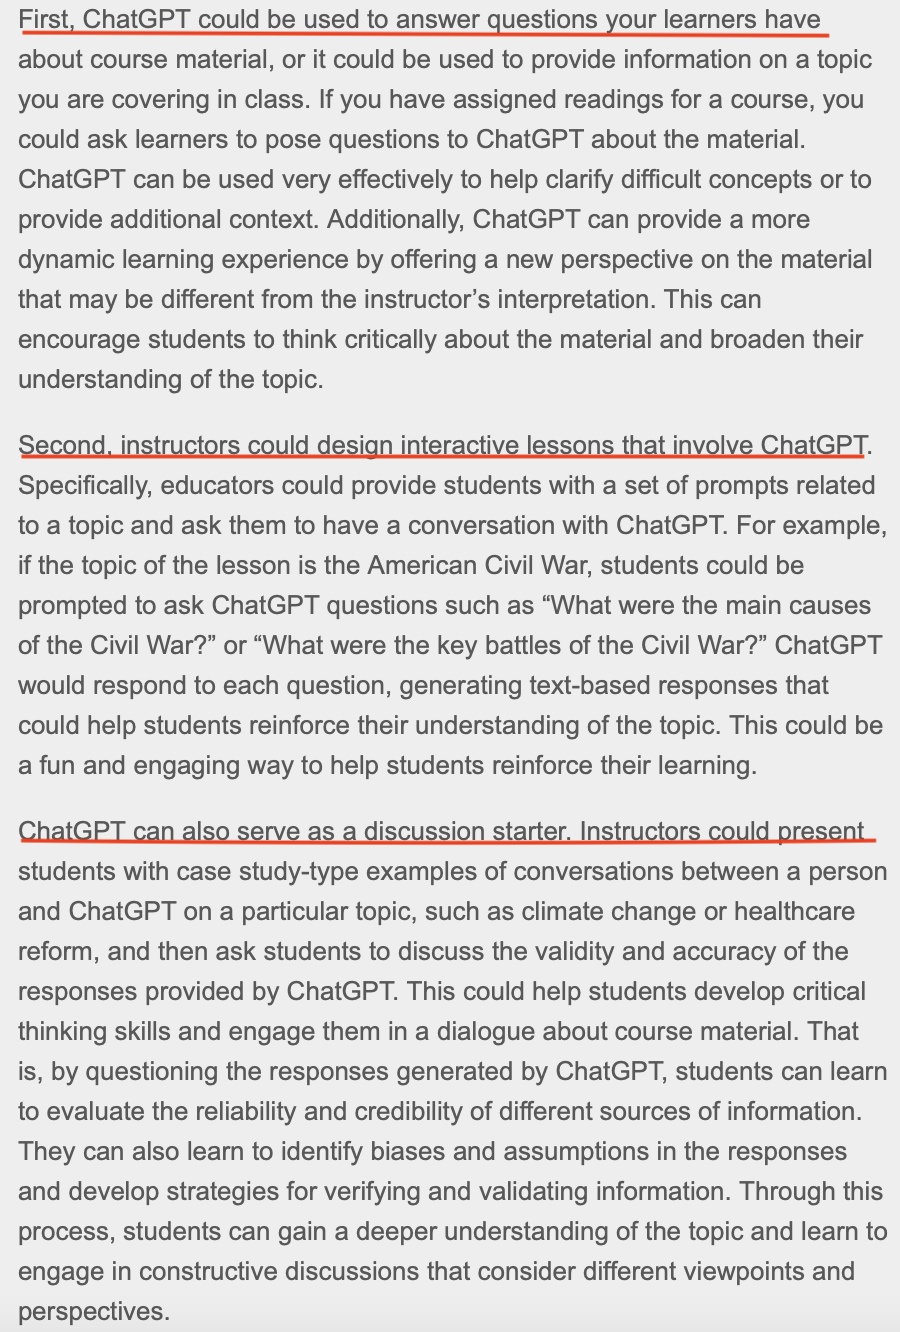 First, ChatGPT could be used to answer questions your learners have
about course material, or it could be used to provide information on a topic
you are covering in class. If you have assigned readings for a course, you
could ask learners to pose questions to ChatGPT about the material.
ChatGPT can be used very effectively to help clarify difficult concepts or to
provide additional context. Additionally, ChatGPT can provide a more
dynamic learning experience by offering a new perspective on the material
that may be different from the instructor’s interpretation. This can
encourage students to think critically about the material and broaden their
understanding of the topic.
Second, instructors could design interactive lessons that involve ChatGPT.
Specifically, educators could provide students with a set of prompts related
to a topic and ask them to have a conversation with ChatGPT. For example,
if the topic of the lesson is the American Civil War, students could be
prompted to ask ChatGPT questions such as “What were the main causes
of the Civil War?” or “What were the key battles of the Civil War?” ChatGPT
would respond to each question, generating text-based responses that
could help students reinforce their understanding of the topic. This could be
a fun and engaging way to help students reinforce their learning.
ChatGPT can also serve as a discussion starter. Instructors could present
students with case study-type examples of conversations between a person
and ChatGPT on a particular topic, such as climate change or healthcare
reform, and then ask students to discuss the validity and accuracy of the
responses provided by ChatGPT. This could help students develop critical
thinking skills and engage them in a dialogue about course material. That
is, by questioning the responses generated by ChatGPT, students can learn
to evaluate the reliability and credibility of different sources of information.
They can also learn to identify biases and assumptions in the responses
and develop strategies for verifying and validating information. Through this
process, students can gain a deeper understanding of the topic and learn to
engage in constructive discussions that consider different viewpoints and
perspectives.